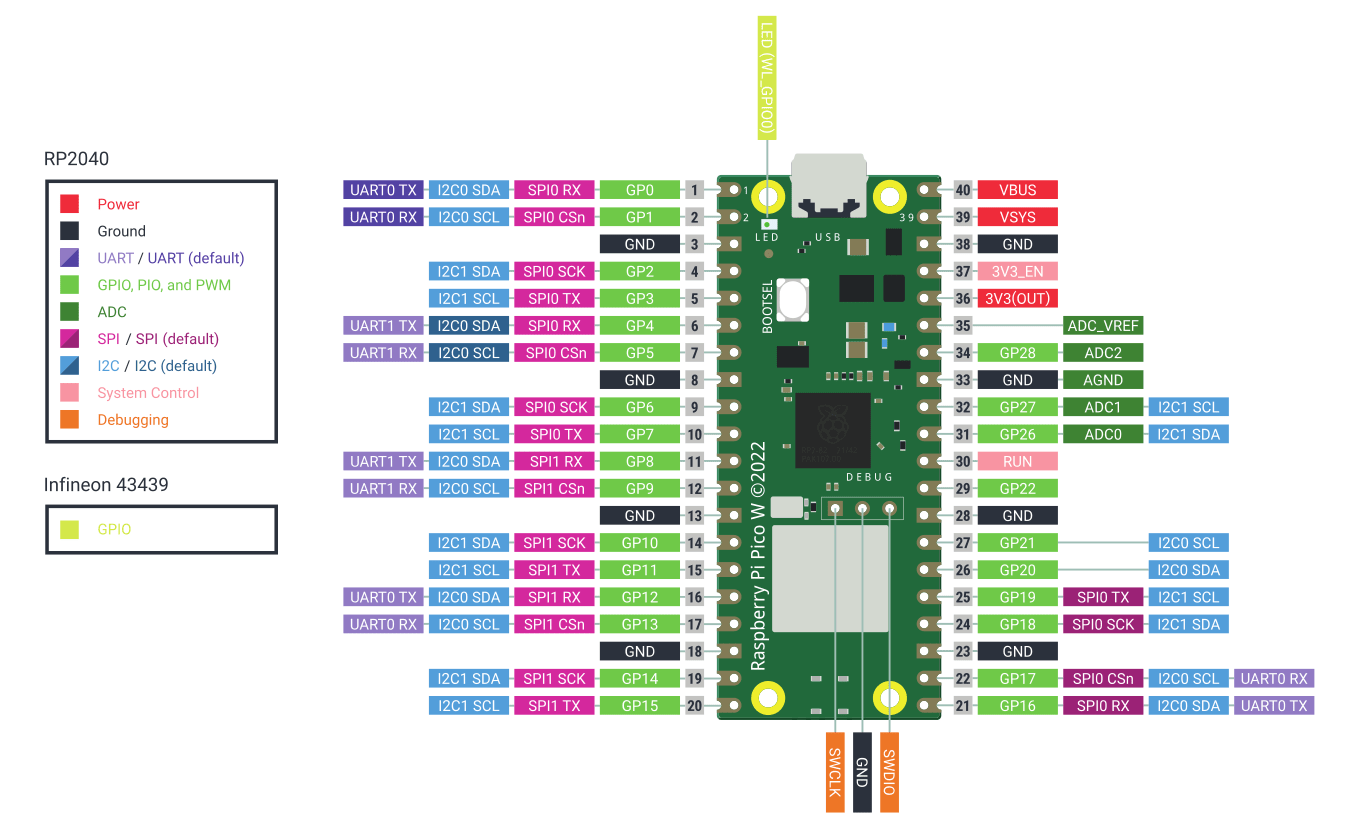 LED (WL_GPIO0)
RP2040
Power
Ground
UART / UART (default)
GPIO, PIO, and PWM
ADC
SPI / SPI (default)
I2C / I2C (default)
System Control
Debugging
Infineon 43439
GPIO
UART0 TX I2C0 SDA SPI0 RX GP0 1
UART0 RX I2C0 SCL SPI0 CSn GP1 2
GND 3
I2C1 SDA SPI0 SCK GP2 4
I2C1 SCL SPI0 TX GP3 5
UART1 TX I2C0 SDA SPI0 RX GP4 6
UART1 RX I2C0 SCL SPI0 CSn GP5 7
GND 8
I2C1 SDA SPI0 SCK GP6 9
I2C1 SCL SPI0 TX GP7 10
UART1 TX I2C0 SDA SPI1 RX GP8 11
UART1 RX I2C0 SCL SPI1 CSn GP9 12
GND 13
I2C1 SDA SPI1 SCK GP10 14
I2C1 SCL SPI1 TX GP11 15
UART0 TX I2C0 SDA SPI1 RX GP12 16
UART0 RX I2C0 SCL SPI1 CSn GP13 17
GND 18
I2C1 SDA SPI1 SCK GP14 19
I2C1 SCL SPI1 TX GP15 20
1
2
39
LED
USB
BOOTSEL
DEBUG
Raspberry Pi Pico W ©2022
40 VBUS
39 VSYS
38 GND
37 3V3_EN
36 3V3(OUT)
35 ADC_VREF
34 GP28 ADC2
33 GND AGND
32 GP27 ADC1 I2C1 SCL
31 GP26 ADC0 I2C1 SDA
30 RUN
29 GP22
28 GND
27 GP21 I2C0 SCL
26 GP20 I2C0 SDA
25 GP19 SPI0 TX I2C1 SCL
24 GP18 SPI0 SCK I2C1 SDA
23 GND
22 GP17 SPI0 CSn I2C0 SCL UART0 RX
21 GP16 SPI0 RX I2C0 SDA UART0 TX
SWCLK
GND
SWDIO